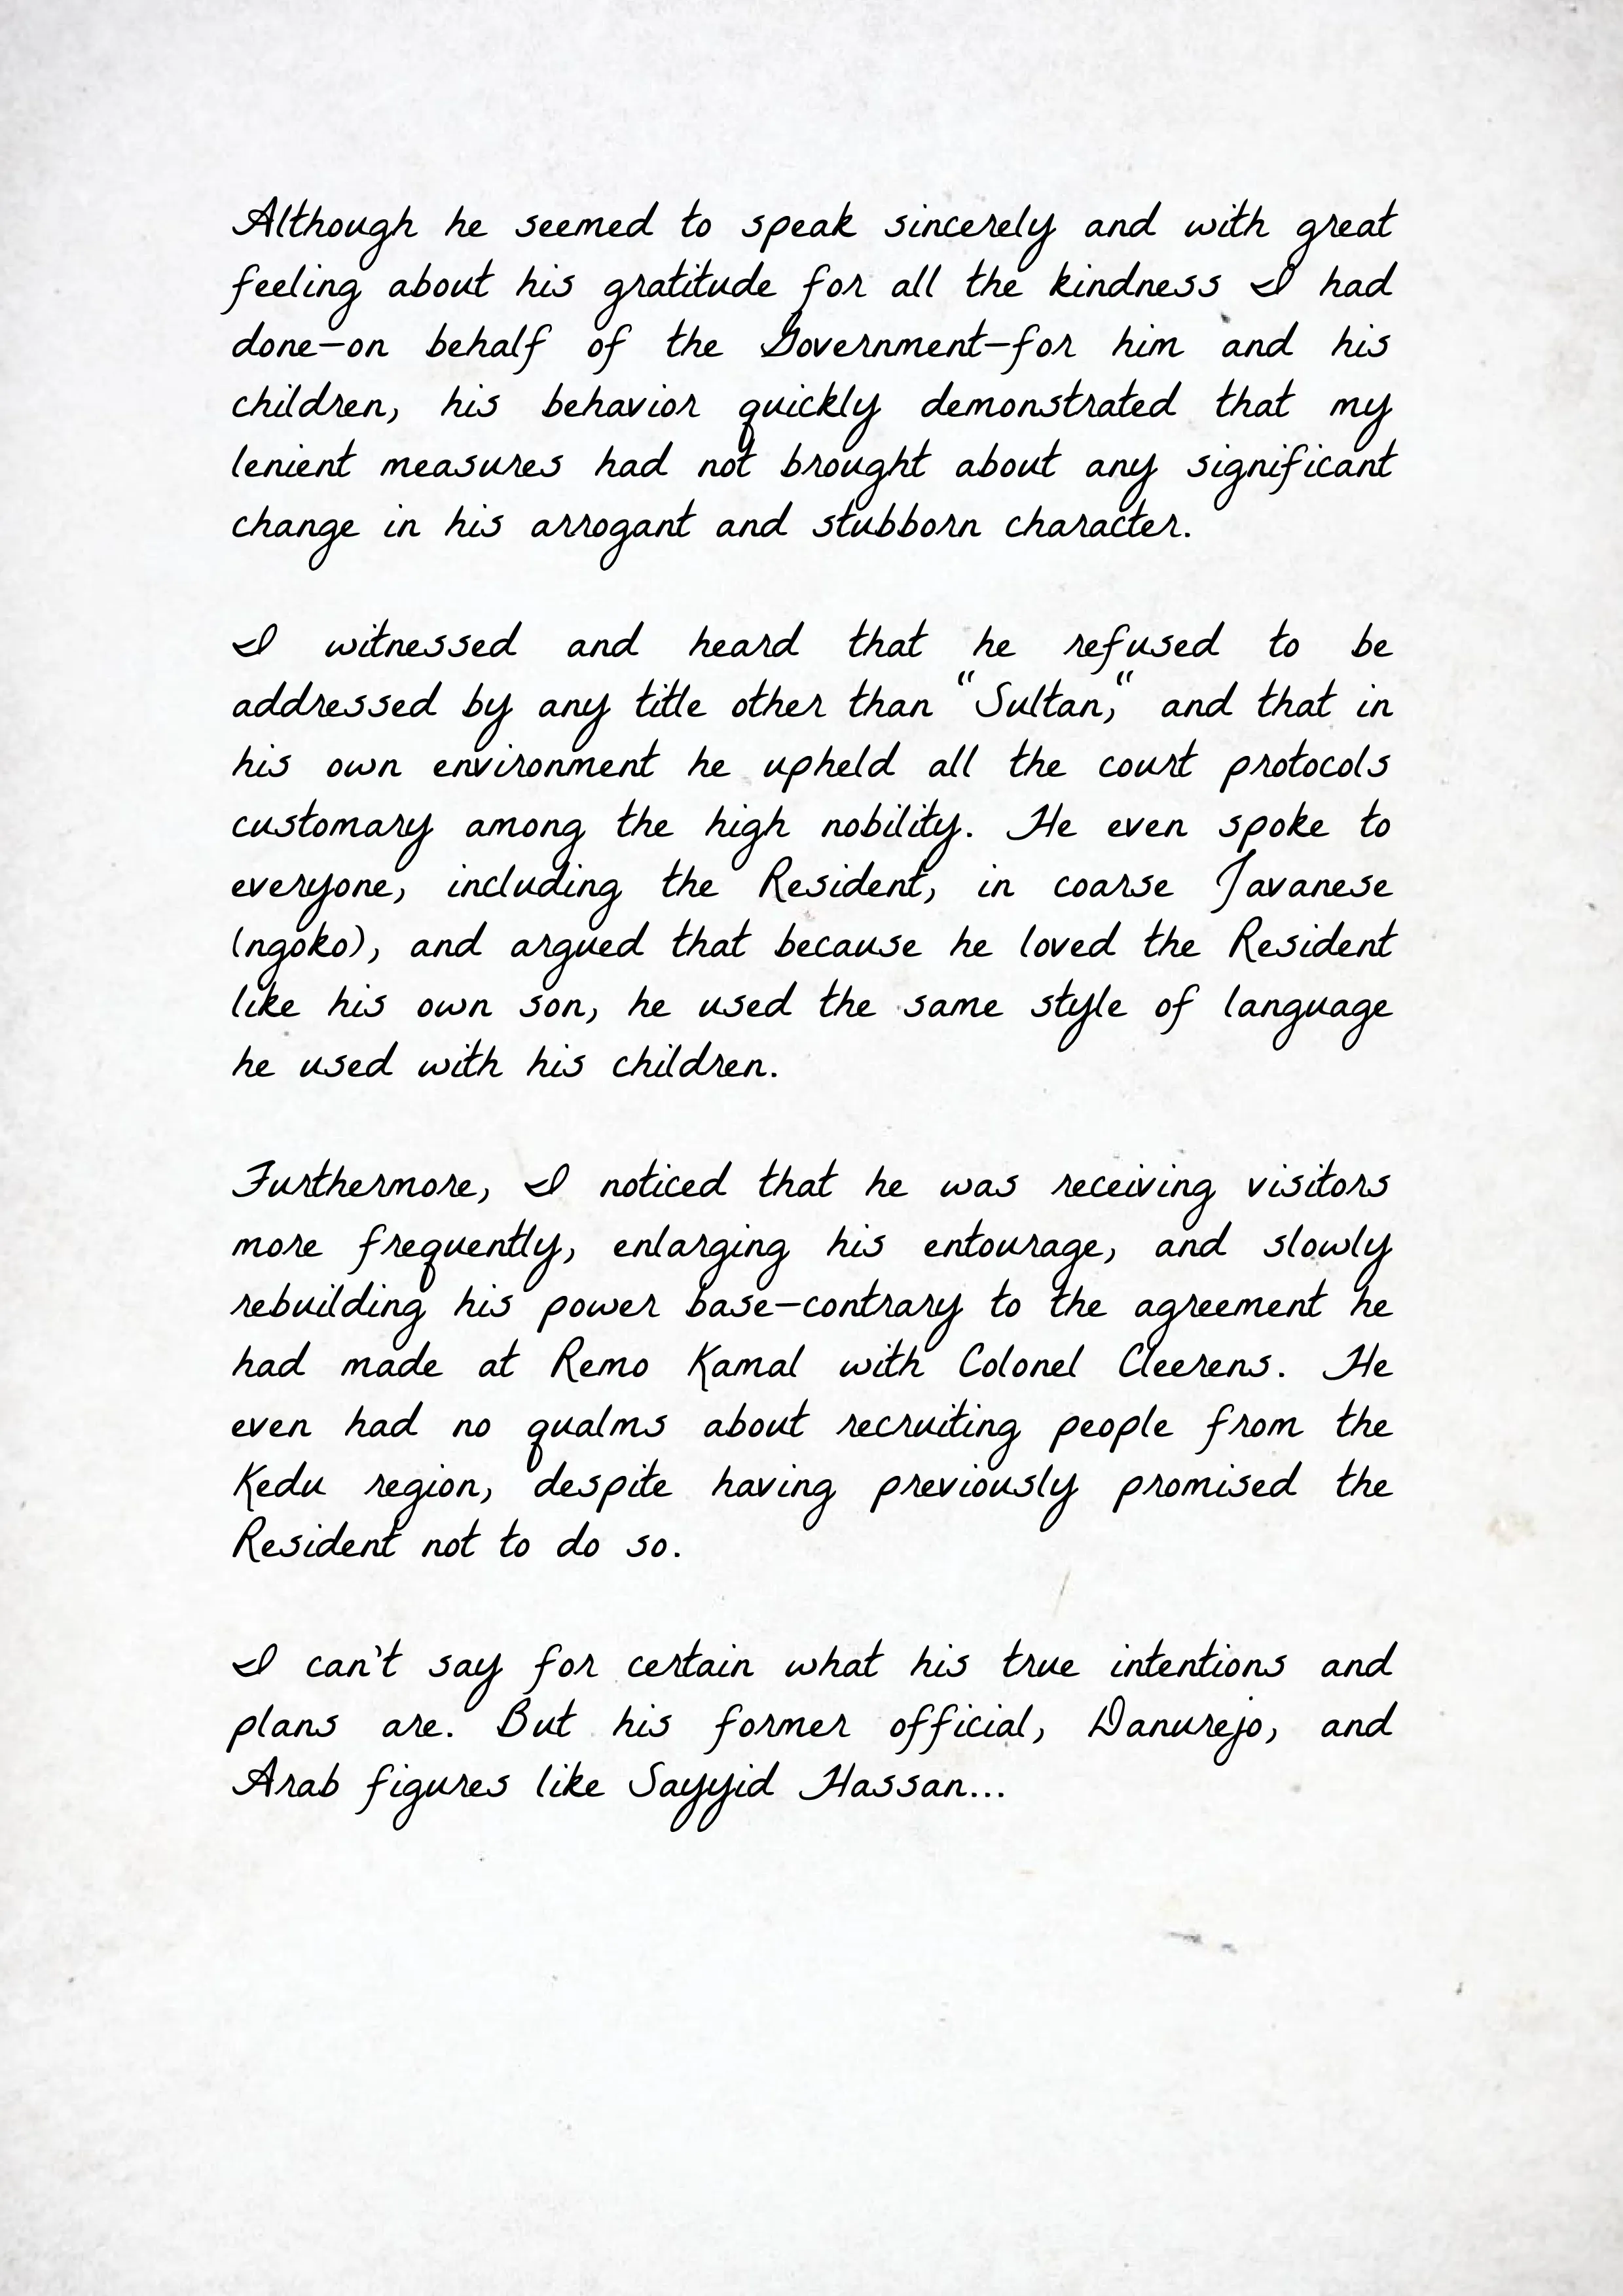 Although he seemed to speak sincerely and with great
feeling about his gratitude for all the kindness I had
done—on behalf of the Government—for him and his
children, his behavior quickly demonstrated that my
lenient measures had not brought about any significant
change in his arrogant and stubborn character.
I witnessed and heard that he refused to be
addressed by any title other than “Sultan,“ and that in
his own environment he upheld all the court protocols
customary among the high nobility. He even spoke to
everyone, including the Resident, in coarse Javanese
(ngoko), and argued that because he loved the Resident
like his own son, he used the same style of language
he used with his children.
Furthermore, I noticed that he was receiving visitors
more frequently, enlarging his entourage, and slowly
rebuilding his power base—contrary to the agreement he
had made at Remo Kamal with Colonel Cleerens. He
even had no qualms about recruiting people from the
Kedu region, despite having previously promised the
Resident not to do so.
I can't say for certain what his true intentions and
plans are. But his former official, Danurejo, and
Arab figures like Sayyid Hassan...